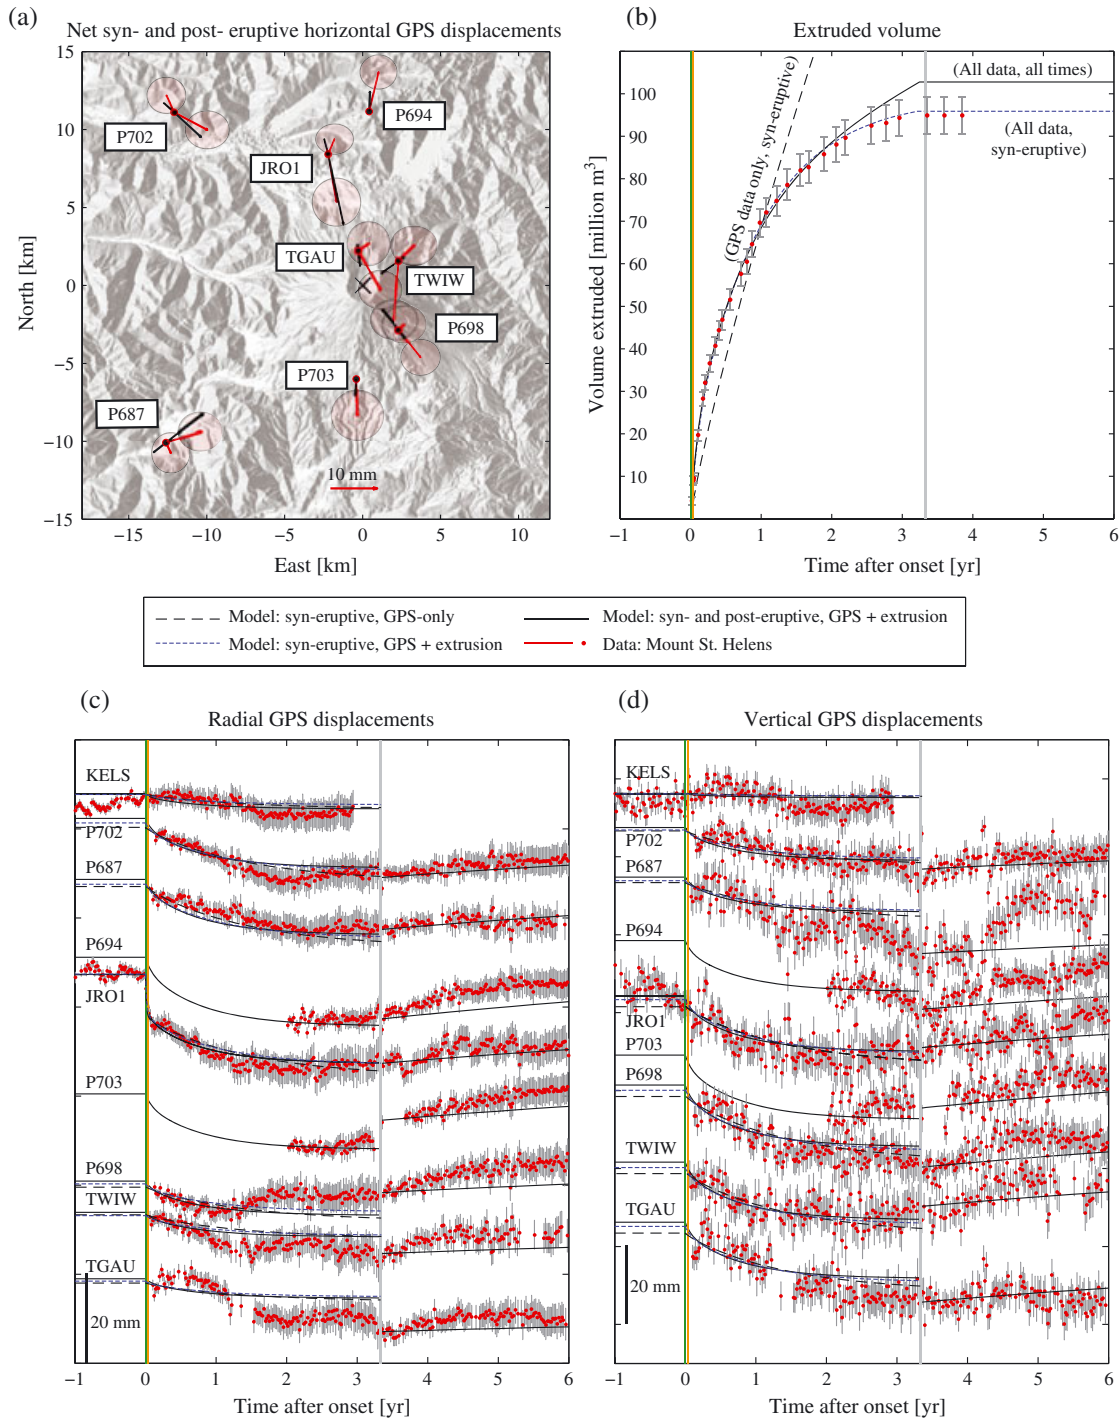 (a)
Net syn- and post- eruptive horizontal GPS displacements
15
10
5
0
−5
−10
−15
North [km]
P702
P694
JRO1
TGAU
TWIW
P698
P703
P687
10 mm
−15
−10
−5
0
5
10
East [km]
(b)
Extruded volume
100
90
80
70
60
50
40
30
20
10
Volume extruded [million m³]
(GPS data only, syn-eruptive)
(All data, all times)
(All data,
syn-eruptive)
−1
0
1
2
3
4
5
6
Time after onset [yr]
Model: syn-eruptive, GPS-only
Model: syn- and post-eruptive, GPS + extrusion
Model: syn-eruptive, GPS + extrusion
Data: Mount St. Helens
(c)
Radial GPS displacements
KELS
P702
P687
P694
JRO1
P703
P698
TWIW
TGAU
20 mm
−1
0
1
2
3
4
5
6
Time after onset [yr]
(d)
Vertical GPS displacements
KELS
P702
P687
P694
JRO1
P703
P698
TWIW
TGAU
20 mm
−1
0
1
2
3
4
5
6
Time after onset [yr]